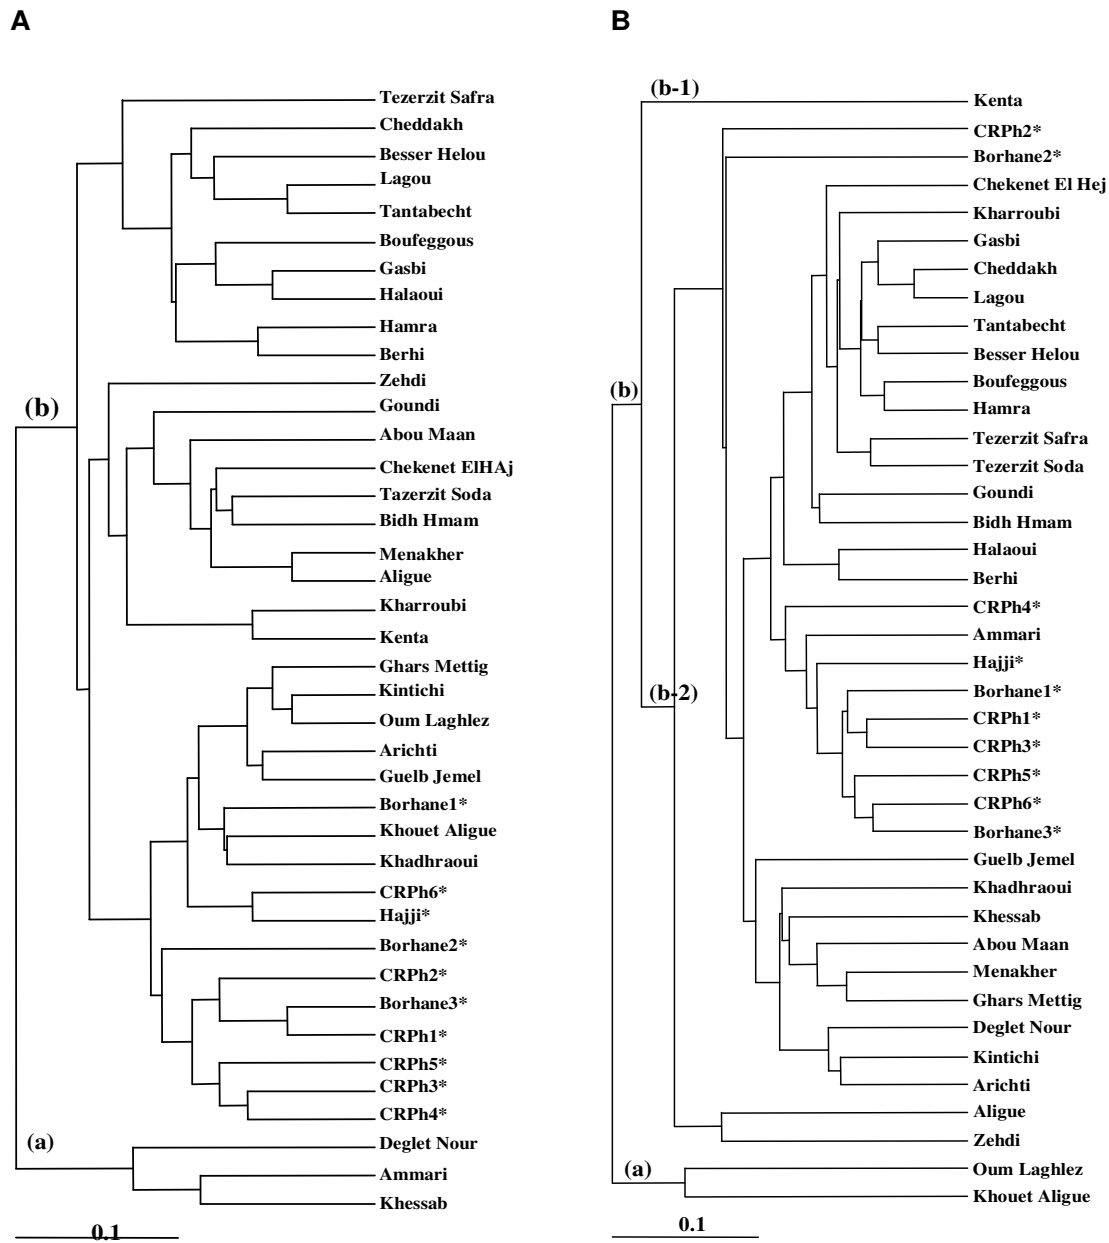 A
Tezerzit Safra
Cheddakh
Besser Helou
Lagou
Tantabecht
Boufeggous
Gasbi
Halaoui
Hamra
Berhi
Zehdi
(b)
Goundi
Abou Maan
Chekenet ElHAj
Tazerzit Soda
Bidh Hmam
Menakher
Aligue
Kharroubi
Kenta
Ghars Mettig
Kintichi
Oum Laghlez
Arichti
Guelb Jemel
Borhane1*
Khouet Aligue
Khadhraoui
CRPh6*
Hajji*
Borhane2*
CRPh2*
Borhane3*
CRPh1*
CRPh5*
CRPh3*
CRPh4*
(a)
Deglet Nour
Ammari
Khessab
0.1
B
(b-1)
Kenta
CRPh2*
Borhane2*
Chekenet El Hej
Kharroubi
Gasbi
Cheddakh
Lagou
Tantabecht
Besser Helou
Boufeggous
(b)
Hamra
Tezerzit Safra
Tezerzit Soda
Goundi
Bidh Hmam
Halaoui
Berhi
CRPh4*
Ammari
Hajji*
Borhane1*
(b-2)
CRPh1*
CRPh3*
CRPh5*
CRPh6*
Borhane3*
Guelb Jemel
Khadhraoui
Khessab
Abou Maan
Menakher
Ghars Mettig
Deglet Nour
Kintichi
Arichti
Aligue
Zehdi
(a)
Oum Laghlez
Khouet Aligue
0.1